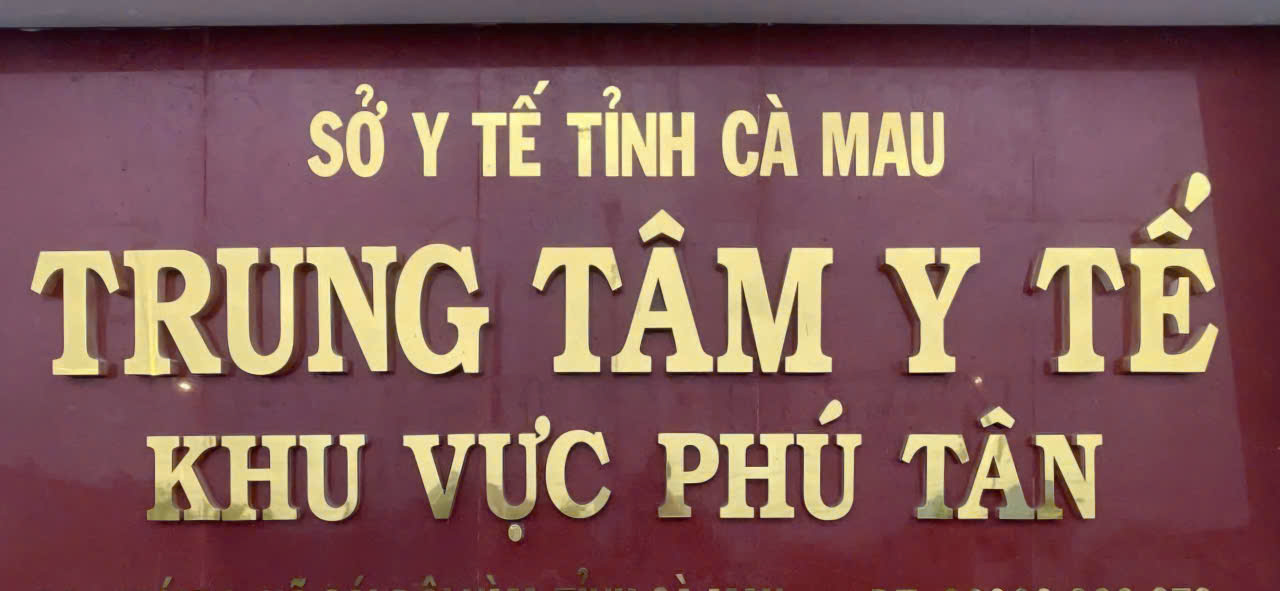 SỞ Y TẾ TỈNH CÀ MAU
TRUNG TÂM Y TẾ
KHU VỰC PHÚ TÂN